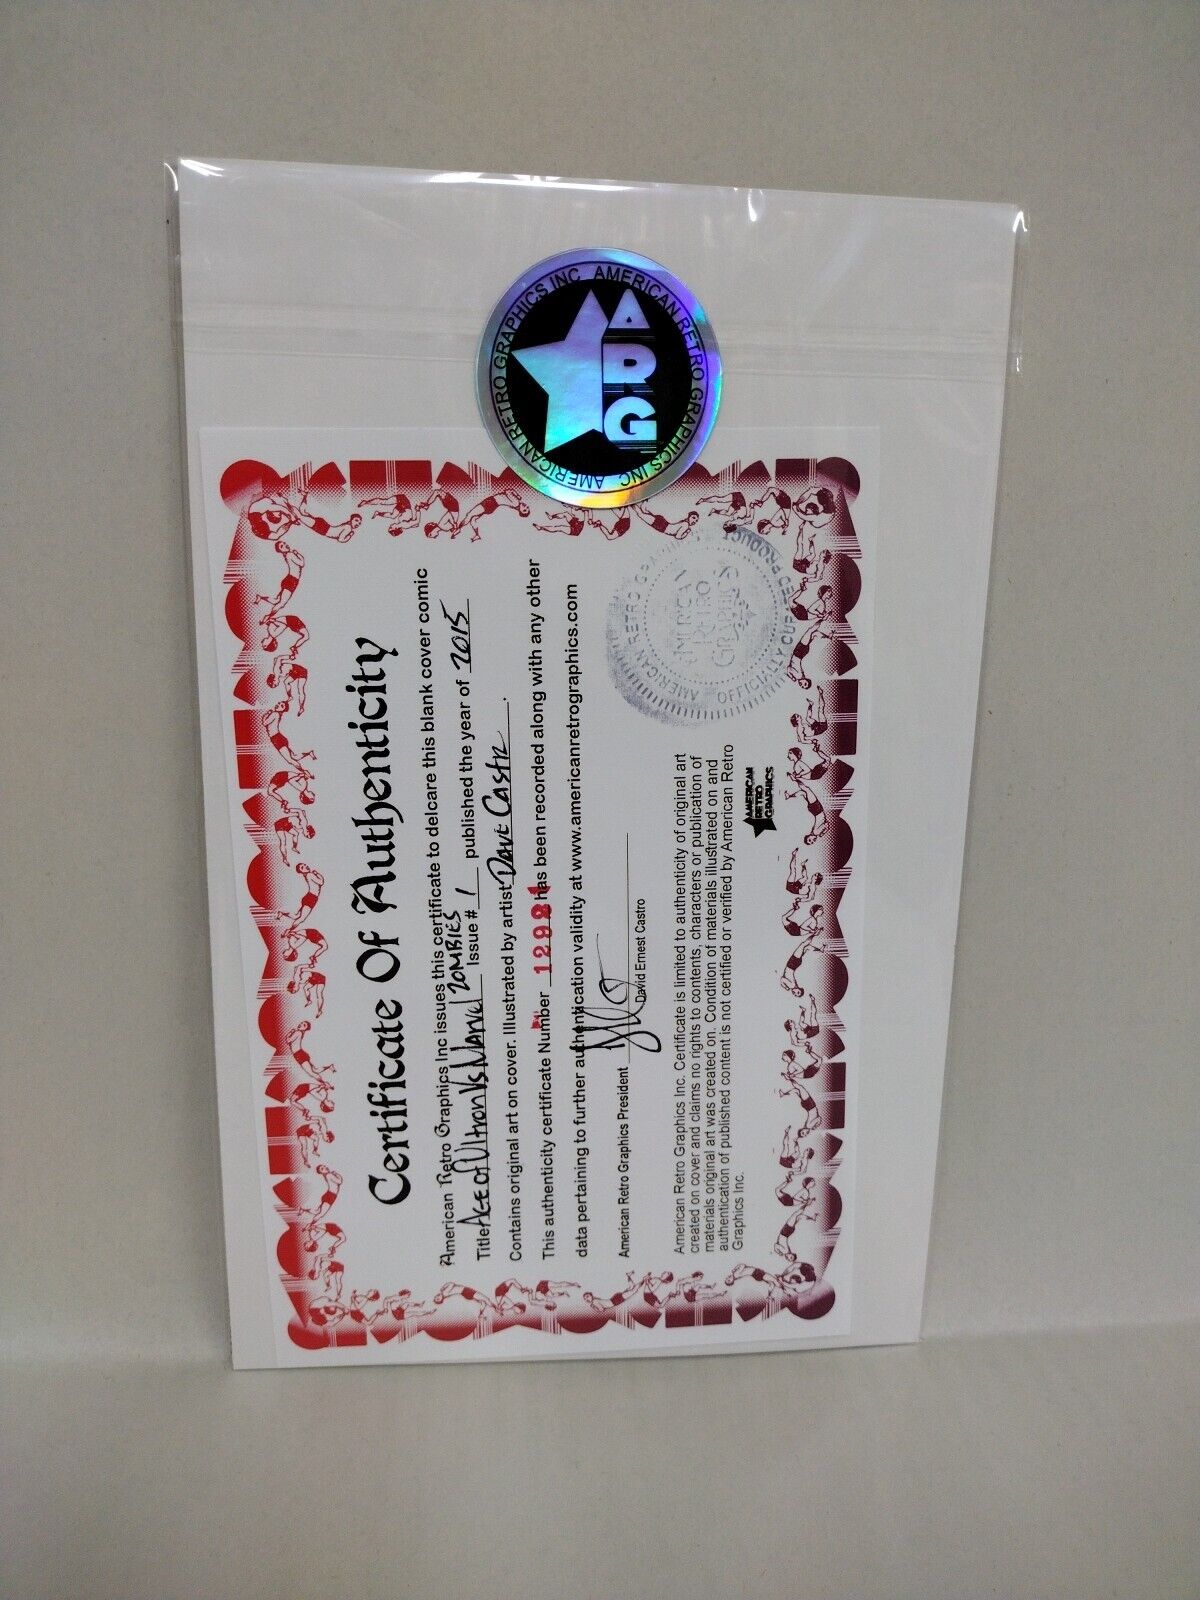 AMERICAN RETRO GRAPHICS INC AMERICAN RETRO GRAPHICS INC
ARG
Certificate Of Authenticity
American Retro Graphics Inc issues this certificate to delcare this blank cover comic
Title Age of Ultron Vs Marvel Zombies Issue # 1 published the year of 2015
Contains original art on cover. Illustrated by artist Dave Castr .
This authenticity certificate Number has been recorded along with any other
data pertaining to further authentication validity at www.americanretrographics.com
American Retro Graphics President
David Ernest Castro
American Retro Graphics Inc. Certificate is limited to authenticity of original art
created on cover and claims no rights to contents, characters or publication of
materials original art was created on. Condition of materials illustrated on and
authentication of published content is not certified or verified by American Retro
Graphics Inc.
AMERICAN
RETRO
GRAPHICS
AMERICAN RETRO GRAPHICS
AMERICAN
RETRO
GRAPHICS
PRODUCT